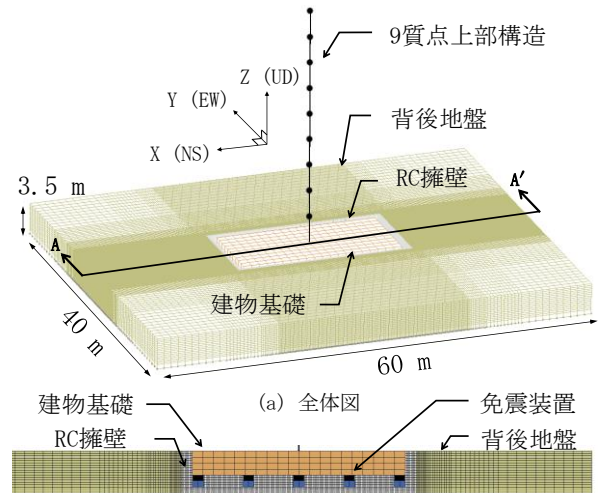 9質点上部構造
Z (UD)
Y (EW)
X (NS)
背後地盤
RC擁壁
3.5 m
A
A′
建物基礎
40 m
60 m
(a) 全体図
建物基礎
免震装置
RC擁壁
背後地盤